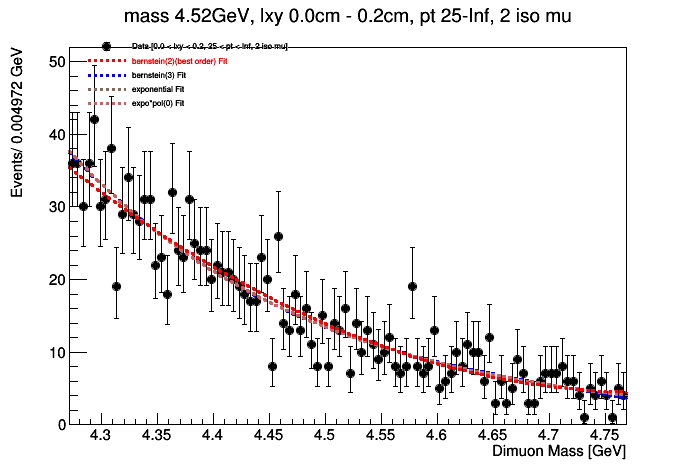 mass 4.52GeV, lxy 0.0cm - 0.2cm, pt 25-Inf, 2 iso mu
Events/ 0.004972 GeV
Data [0.0 < lxy < 0.2, 25 < pt < Inf, 2 iso mu]
bernstein(2)(best order) Fit
bernstein(3) Fit
exponential Fit
expo*pol(0) Fit
50
40
30
20
10
0
4.3 4.35 4.4 4.45 4.5 4.55 4.6 4.65 4.7 4.75
Dimuon Mass [GeV]